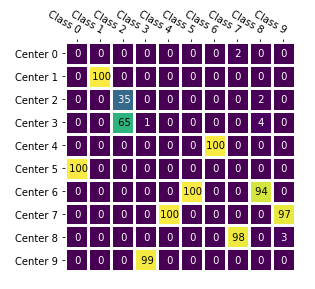 Class 0 Class 1 Class 2 Class 3 Class 4 Class 5 Class 6 Class 7 Class 8 Class 9
Center 0 0 0 0 0 0 0 0 2 0 0
Center 1 0 100 0 0 0 0 0 0 0 0
Center 2 0 0 35 0 0 0 0 0 2 0
Center 3 0 0 65 1 0 0 0 0 4 0
Center 4 0 0 0 0 0 0 100 0 0 0
Center 5 100 0 0 0 0 0 0 0 0 0
Center 6 0 0 0 0 0 100 0 0 94 0
Center 7 0 0 0 0 100 0 0 0 0 97
Center 8 0 0 0 0 0 0 0 98 0 3
Center 9 0 0 0 99 0 0 0 0 0 0